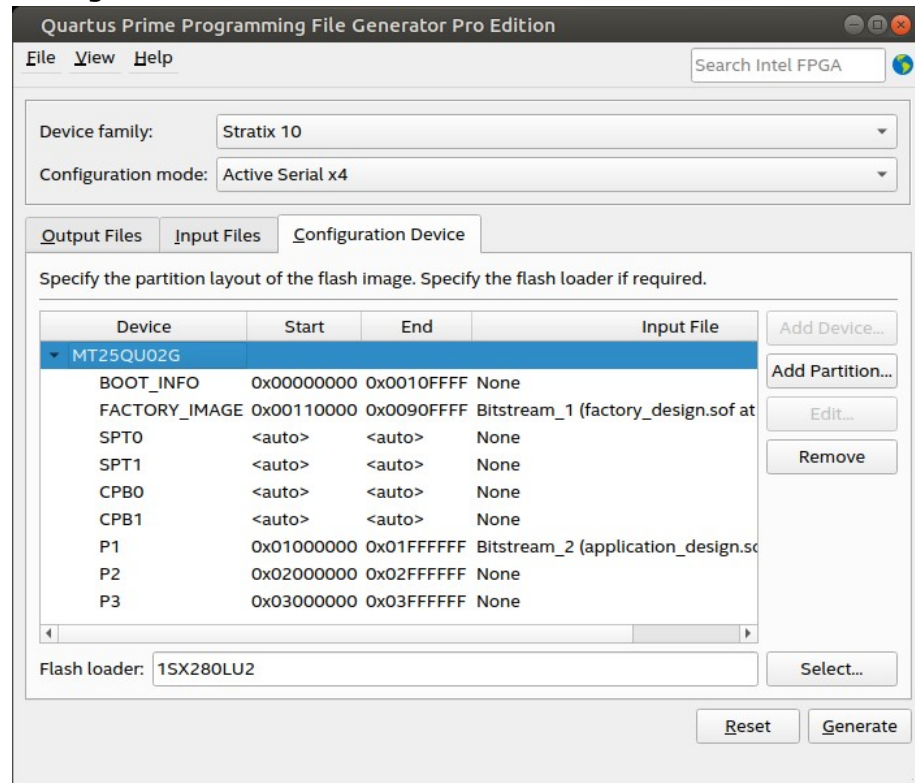 Quartus Prime Programming File Generator Pro Edition
File View Help Search Intel FPGA
Device family: Stratix 10
Configuration mode: Active Serial x4
Output Files Input Files Configuration Device
Specify the partition layout of the flash image. Specify the flash loader if required.
Device Start End Input File Add Device...
MT25QU02G
Add Partition...
BOOT_INFO 0x00000000 0x0010FFFF None
FACTORY_IMAGE 0x00110000 0x0090FFFF Bitstream_1 (factory_design.sof at Edit...
SPT0 <auto> <auto> None
SPT1 <auto> <auto> None Remove
CPB0 <auto> <auto> None
CPB1 <auto> <auto> None
P1 0x01000000 0x01FFFFFF Bitstream_2 (application_design.so
P2 0x02000000 0x02FFFFFF None
P3 0x03000000 0x03FFFFFF None
Flash loader: 1SX280LU2 Select...
Reset Generate